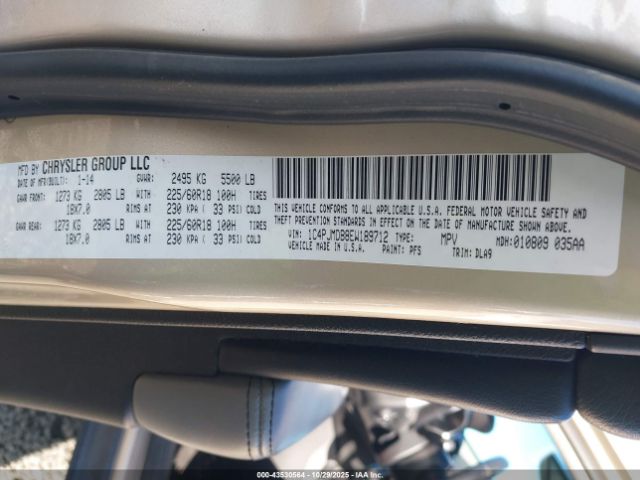 MFD BY CHRYSLER GROUP LLC
DATE OF MFR(BUILT): 1-14 GVWR: 2495 KG 5500 LB
GAWR FRONT: 1273 KG 2805 LB WITH 225/60R18 100H TIRES
18X7.0 RIMS AT 230 KPA ( 33 PSI) COLD
GAWR REAR: 1273 KG 2805 LB WITH 225/60R18 100H TIRES
18X7.0 RIMS AT 230 KPA ( 33 PSI) COLD
THIS VEHICLE CONFORMS TO ALL APPLICABLE U.S.A. FEDERAL MOTOR VEHICLE SAFETY AND
THEFT PREVENTION STANDARDS IN EFFECT ON THE DATE OF MANUFACTURE SHOWN ABOVE.
MADE IN U.S.A.
VIN: 1C4PJMDB8EW189712 TYPE: MPV MDH: 010809 035AA
PAINT: PFS TRIM: DLA9
000-43530564 | 10/29/2025 | IAAI.COM